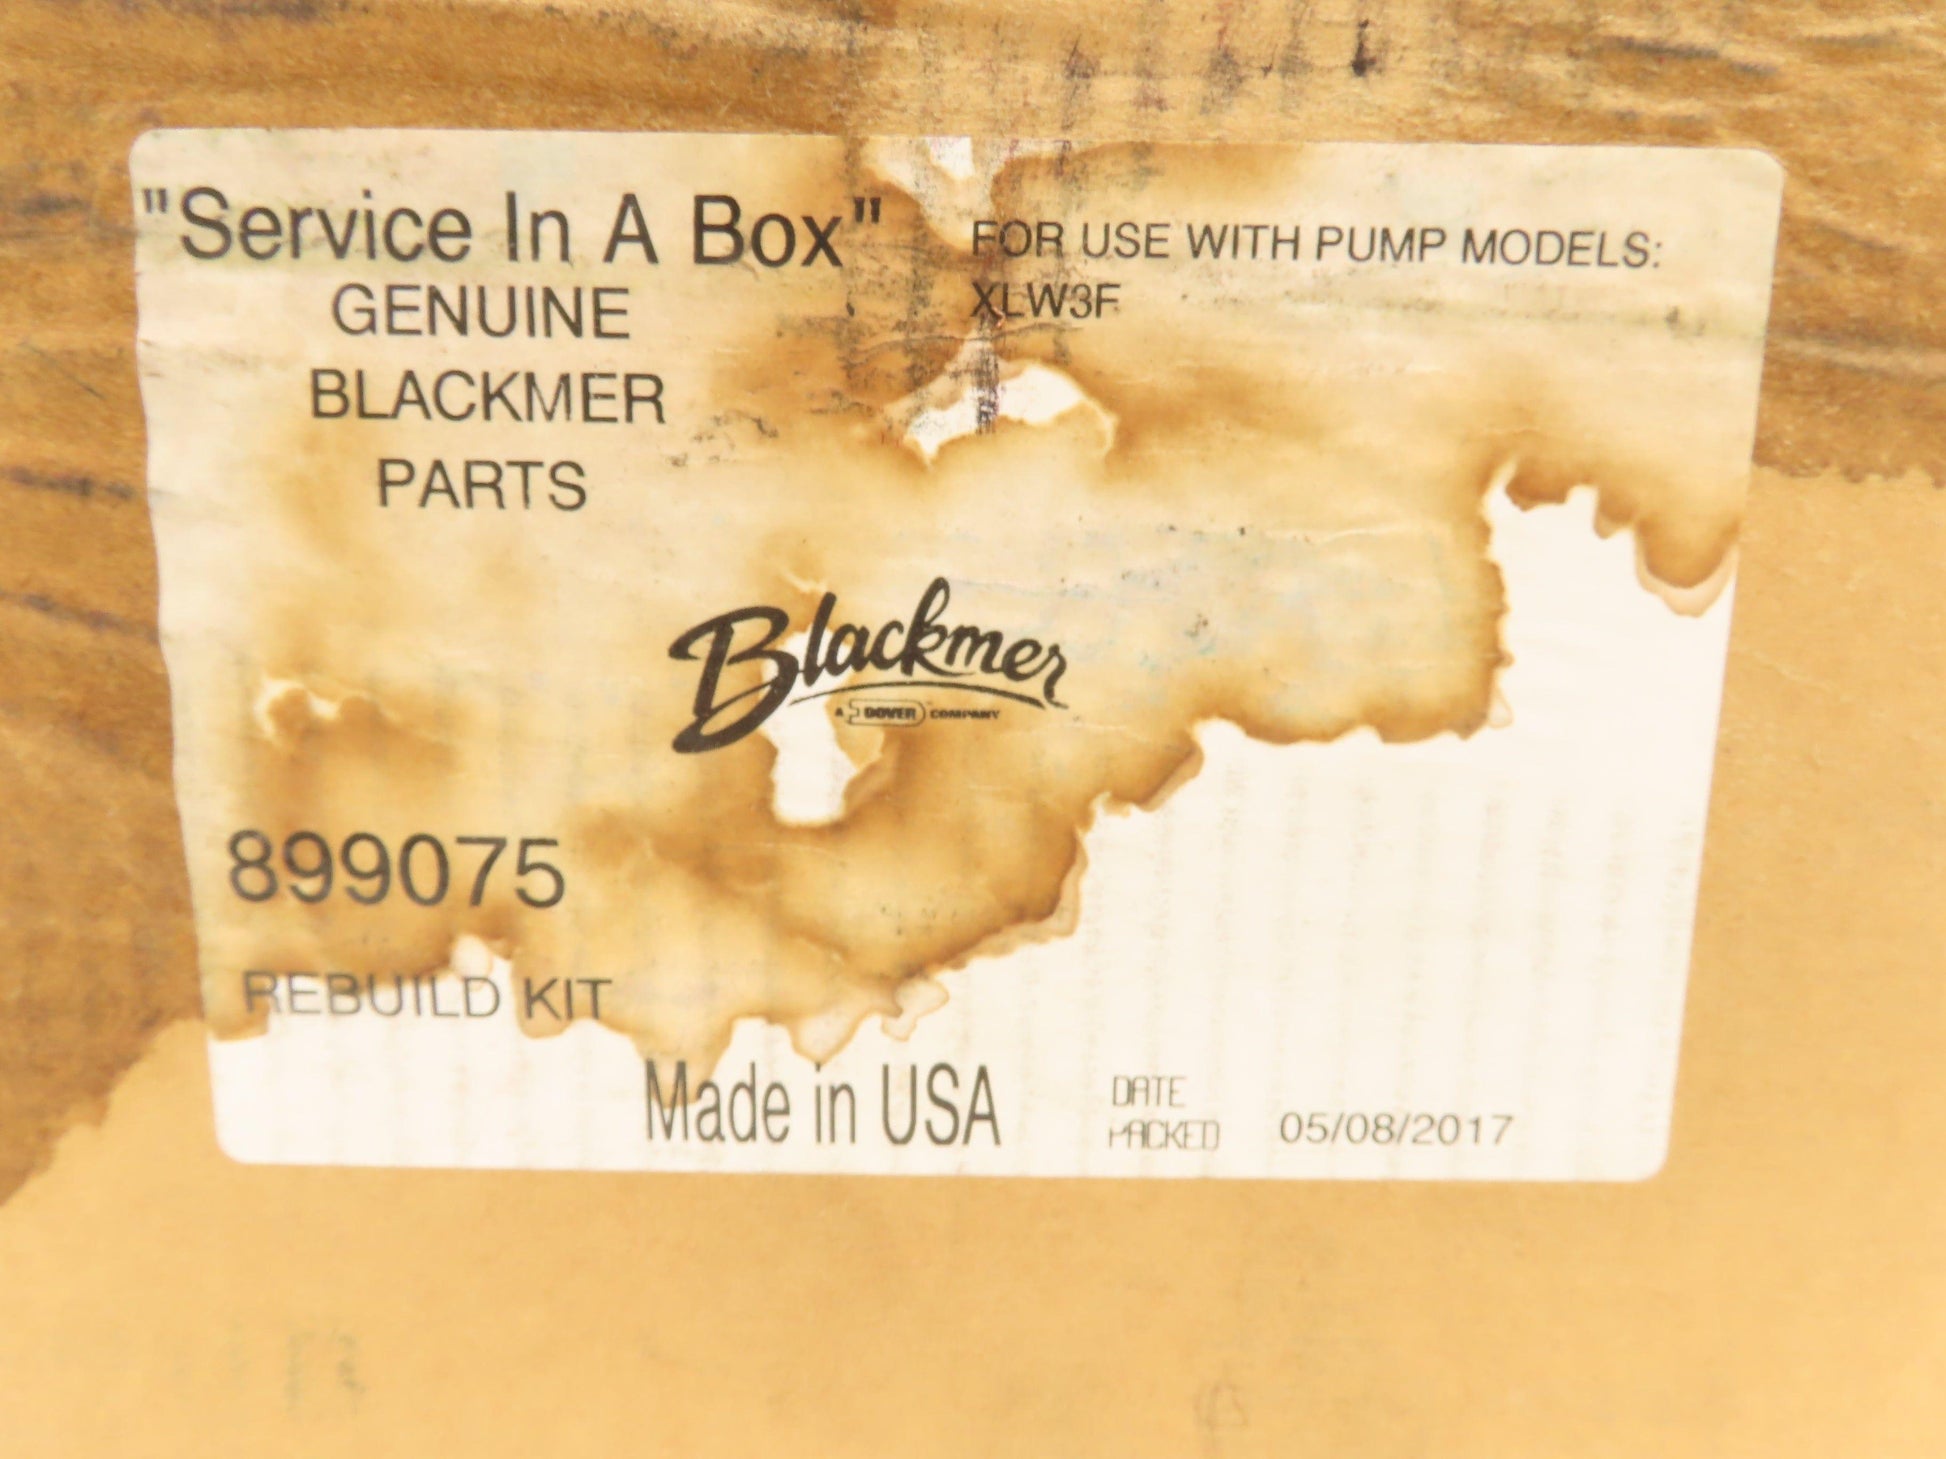 "Service In A Box"
GENUINE
BLACKMER
PARTS
FOR USE WITH PUMP MODELS:
XLW3F
Blackmer
A DOVER COMPANY
899075
REBUILD KIT
Made in USA
DATE
PACKED
05/08/2017